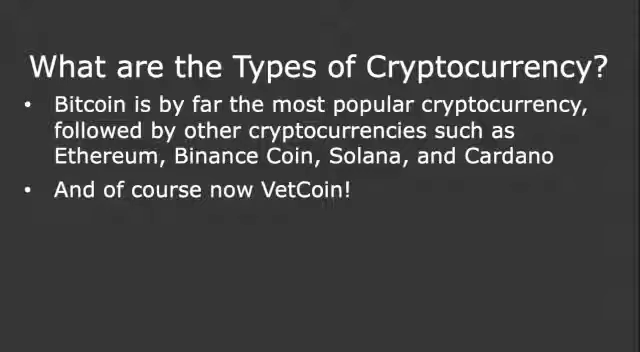 What are the Types of Cryptocurrency?
• Bitcoin is by far the most popular cryptocurrency,
followed by other cryptocurrencies such as
Ethereum, Binance Coin, Solana, and Cardano
• And of course now VetCoin!